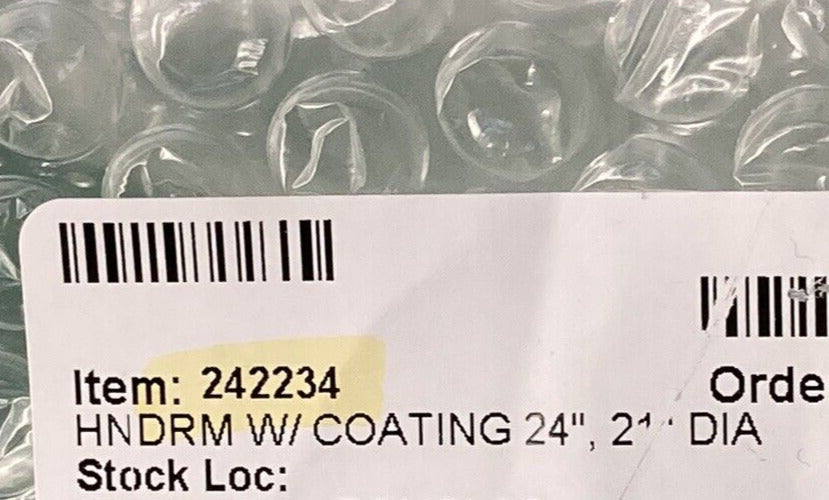 Item: 242234
Orde
HNDRM W/ COATING 24", DIA
Stock Loc: